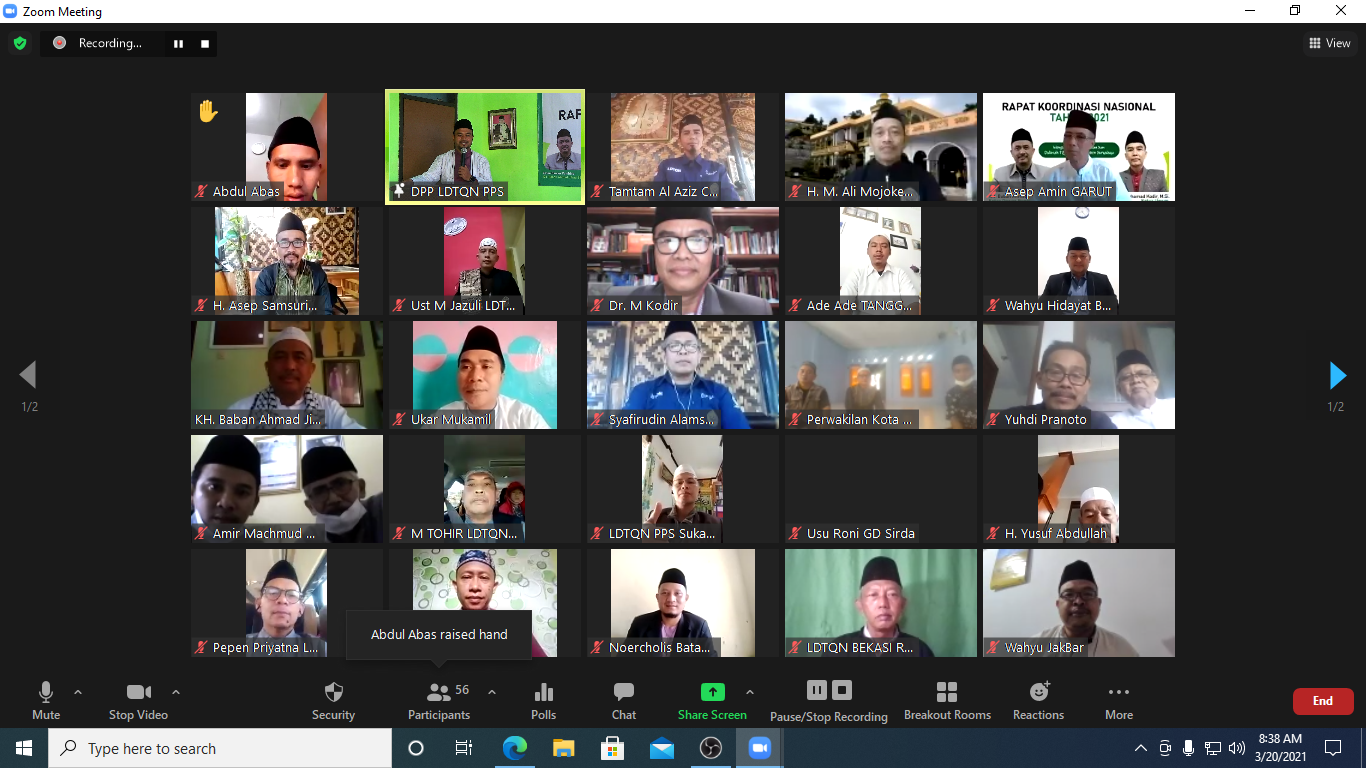 Zoom Meeting
Recording...
View
Abdul Abas
RAF
DPP LDTQN PPS
Tamtam Al Aziz C...
H. M. Ali Mojoke...
RAPAT KOORDINASI NASIONAL
TAHUN 2021
Asep Amin GARUT
H. Asep Samsuri...
Ust M Jazuli LDT...
Dr. M Kodir
Ade Ade TANGG...
Wahyu Hidayat B...
KH. Baban Ahmad Ji...
Ukar Mukamil
Syafirudin Alams...
Perwakilan Kota ...
Yuhdi Pranoto
1/2
1/2
Amir Machmud ...
M TOHIR LDTQN...
LDTQN PPS Suka...
Usu Roni GD Sirda
H. Yusuf Abdullah
Pepen Priyatna L...
Abdul Abas raised hand
Noercholis Bata...
LDTQN BEKASI R...
Wahyu JakBar
Mute
Stop Video
Security
Participants
56
Polls
Chat
Share Screen
Pause/Stop Recording
Breakout Rooms
Reactions
More
End
Type here to search
8:38 AM
3/20/2021